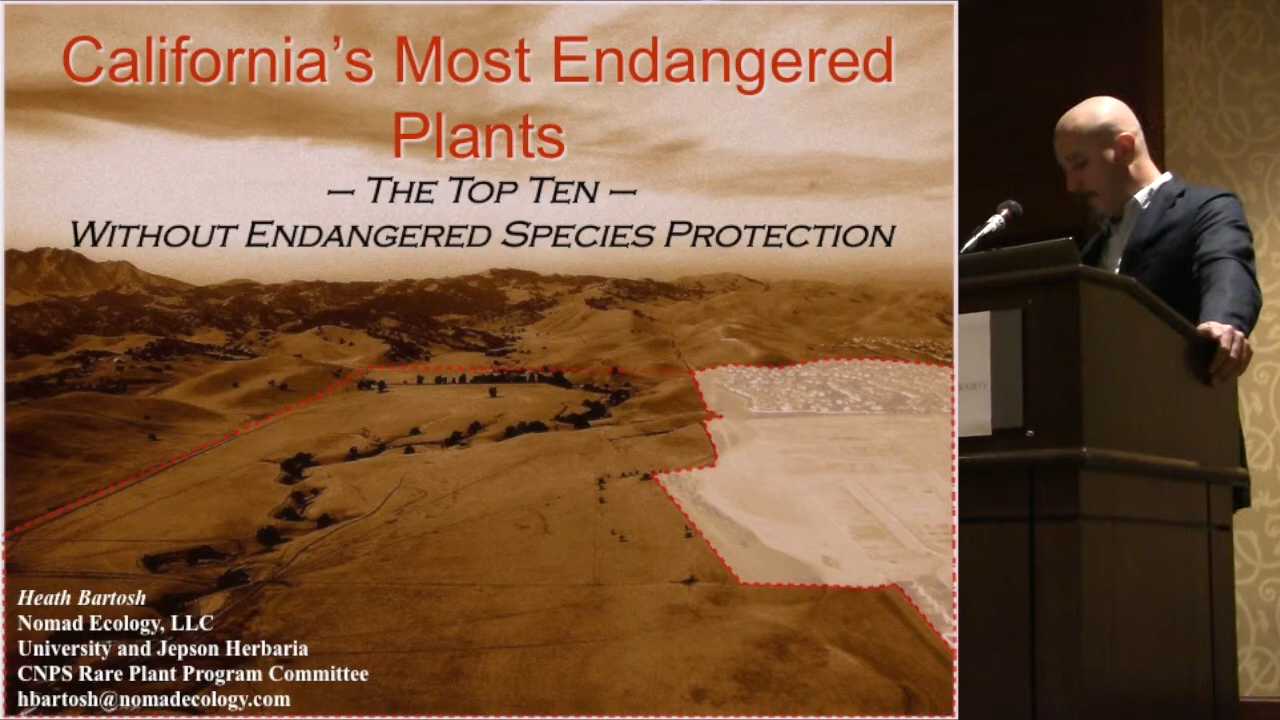 California's Most Endangered
Plants
– THE TOP TEN –
WITHOUT ENDANGERED SPECIES PROTECTION
Heath Bartosh
Nomad Ecology, LLC
University and Jepson Herbaria
CNPS Rare Plant Program Committee
hbartosh@nomadecology.com